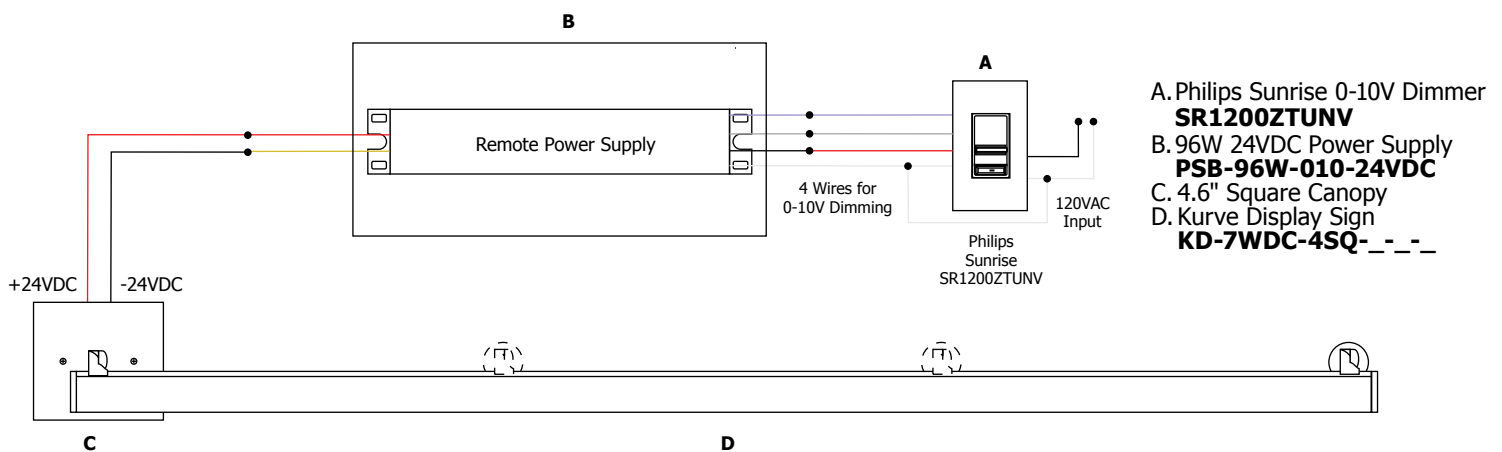 B
A
Remote Power Supply
4 Wires for
0-10V Dimming
120VAC
Input
Philips
Sunrise
SR1200ZTUNV
A. Philips Sunrise 0-10V Dimmer
SR1200ZTUNV
B. 96W 24VDC Power Supply
PSB-96W-010-24VDC
C. 4.6" Square Canopy
D. Kurve Display Sign
KD-7WDC-4SQ-_-_-_
+24VDC
-24VDC
C
D